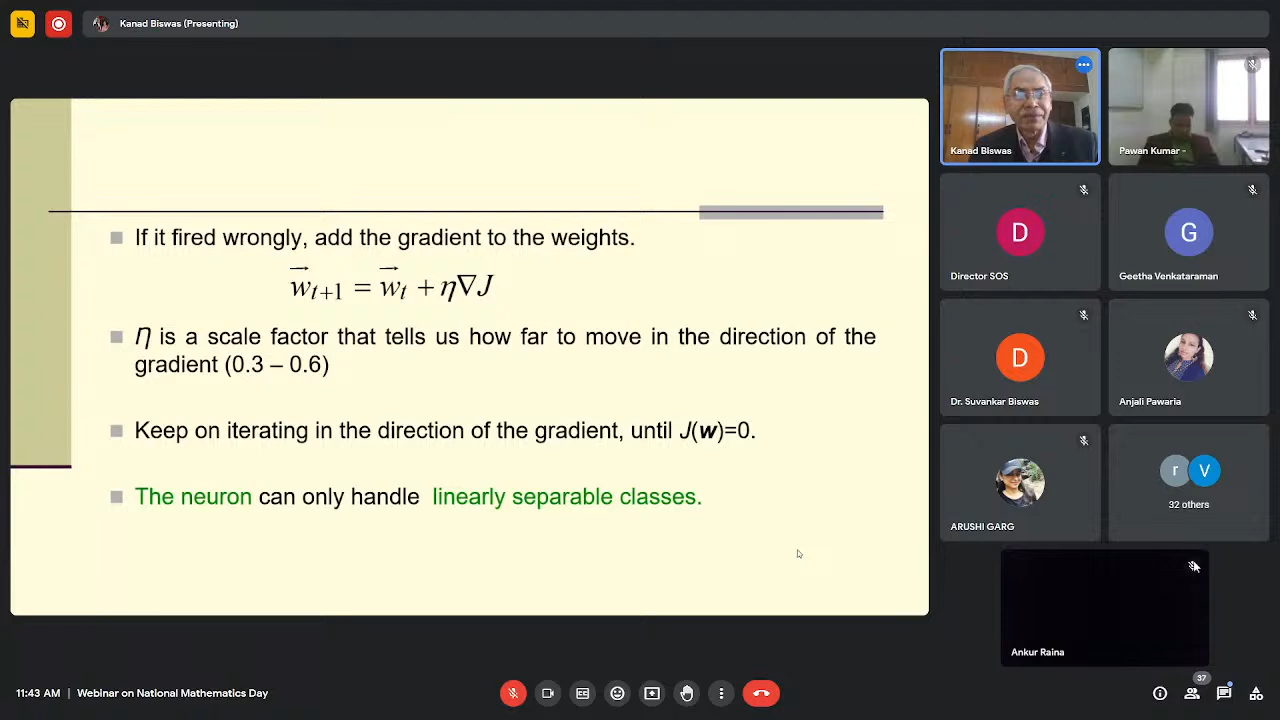 Kanad Biswas (Presenting)
If it fired wrongly, add the gradient to the weights.
w⃗ₜ₊₁ = w⃗ₜ + η∇J
η is a scale factor that tells us how far to move in the direction of the
gradient (0.3 – 0.6)
Keep on iterating in the direction of the gradient, until J(w)=0.
The neuron can only handle linearly separable classes.
Kanad Biswas
Pawan Kumar -
D
Director SOS
G
Geetha Venkataraman
D
Dr. Suvankar Biswas
Anjali Pawaria
ARUSHI GARG
r V
32 others
Ankur Raina
11:43 AM | Webinar on National Mathematics Day
37